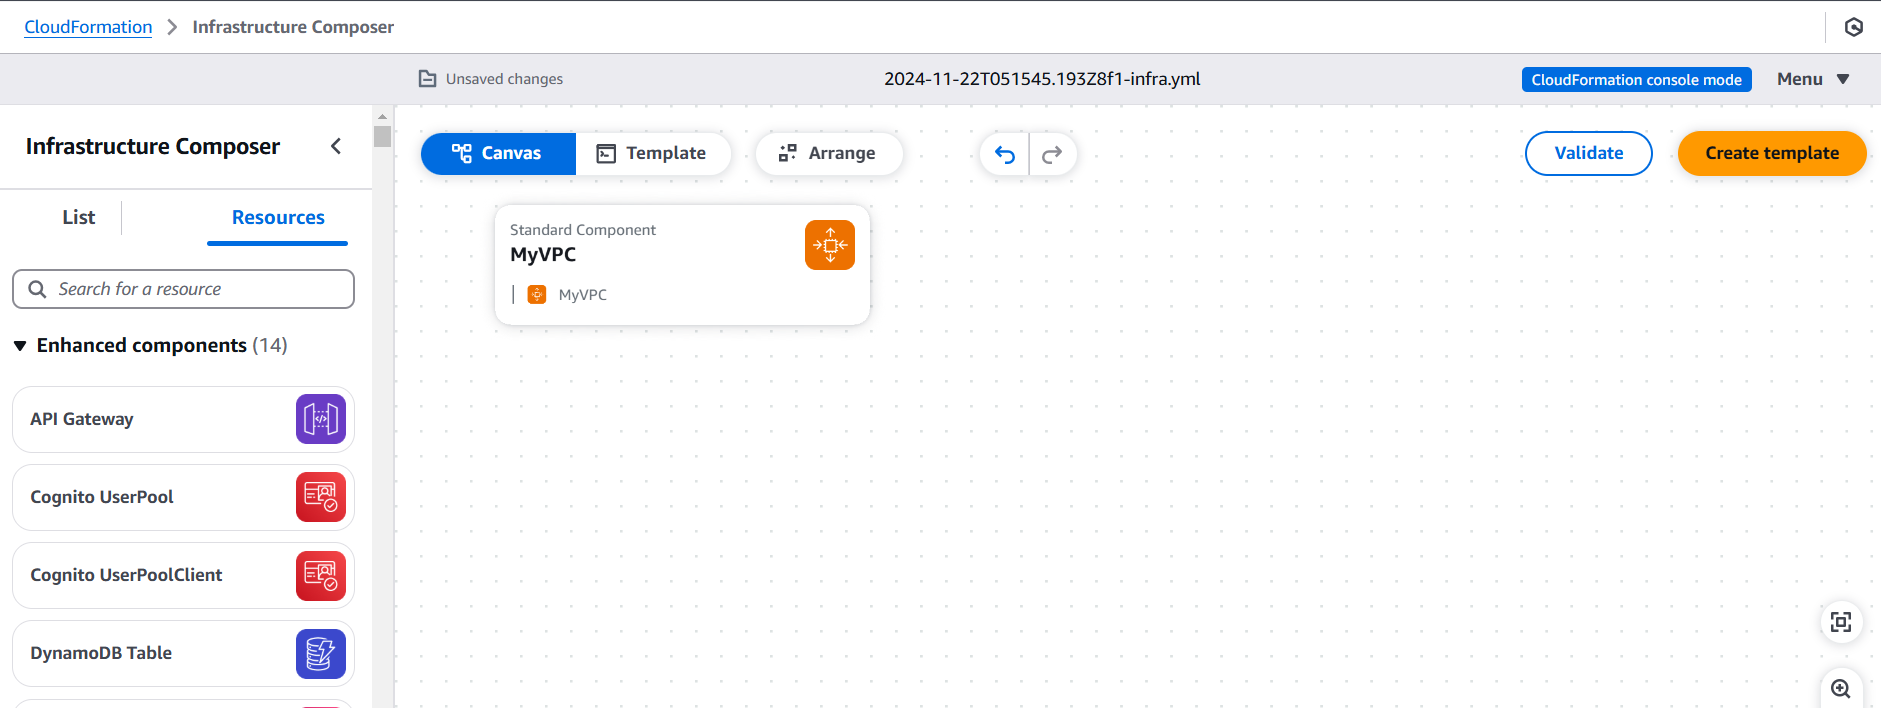 CloudFormation > Infrastructure Composer
Unsaved changes
2024-11-22T051545.193Z8f1-infra.yml
CloudFormation console mode
Menu
Infrastructure Composer
List
Resources
Search for a resource
Enhanced components (14)
API Gateway
Cognito UserPool
Cognito UserPoolClient
DynamoDB Table
Canvas
Template
Arrange
Validate
Create template
Standard Component
MyVPC
MyVPC